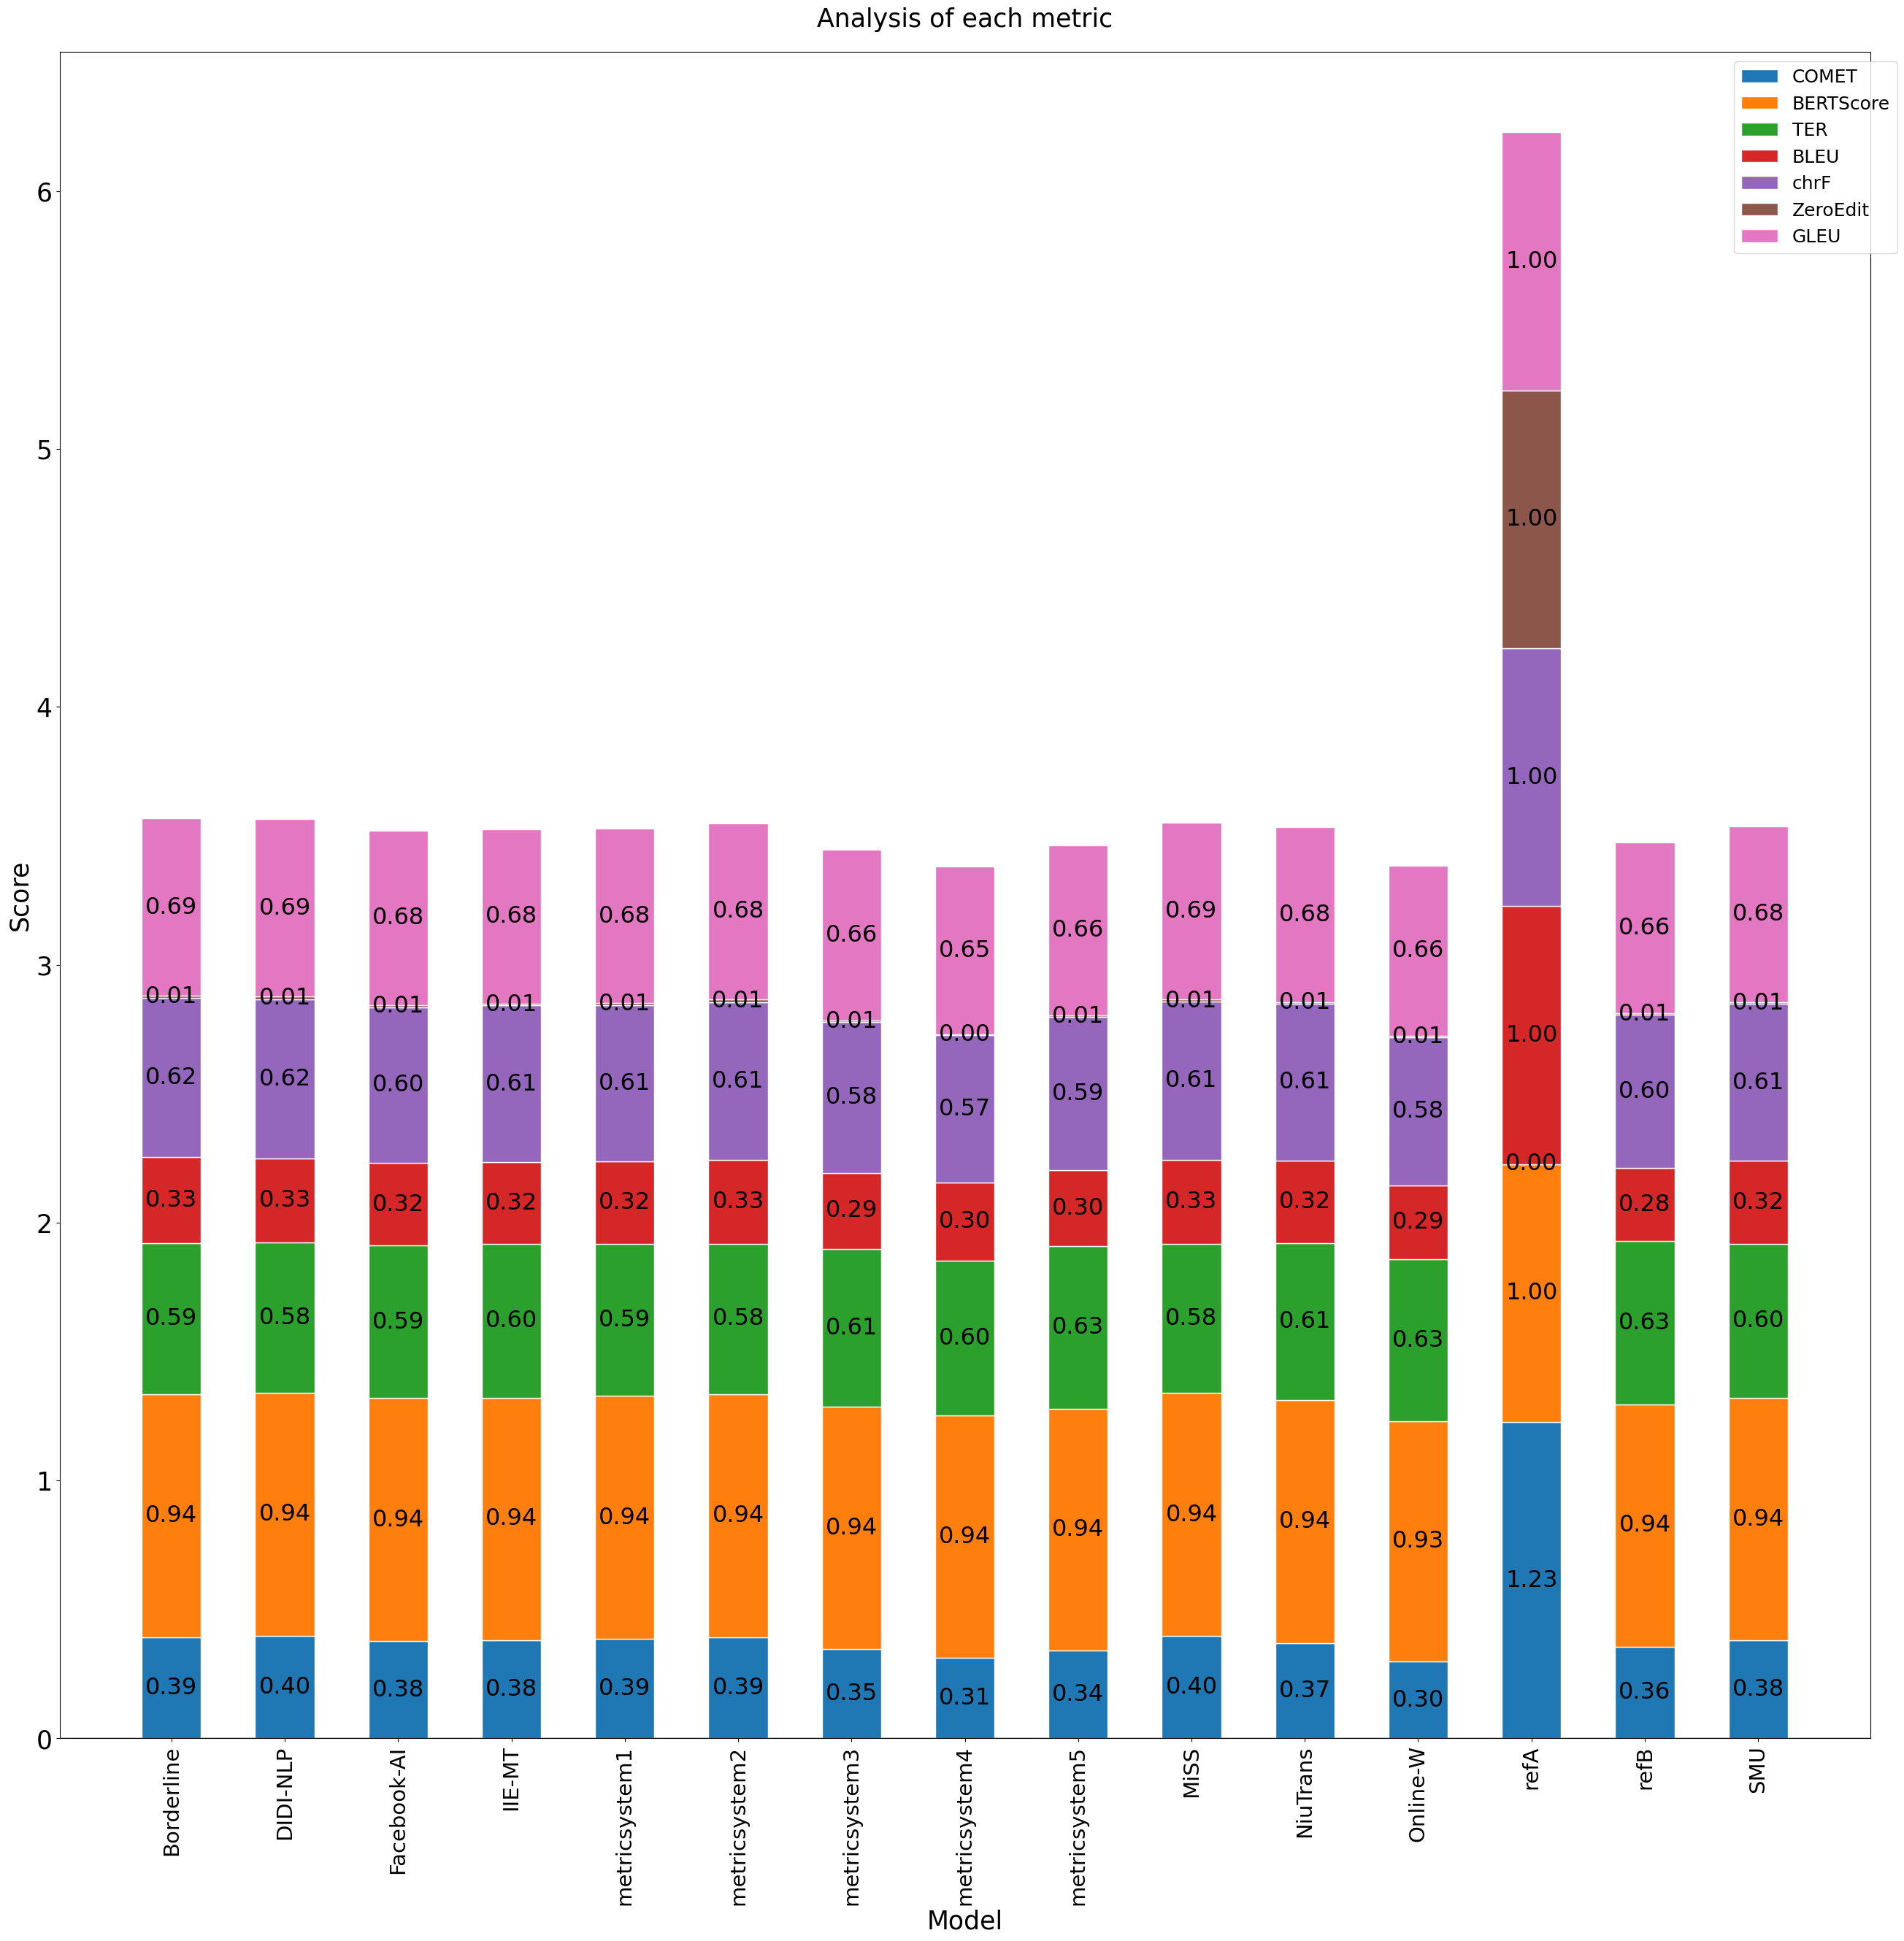 Analysis of each metric
COMET
BERTScore
TER
BLEU
chrF
ZeroEdit
GLEU
Score
6
5
4
3
2
1
0
0.69 0.69 0.68 0.68 0.68 0.68 0.66 0.65 0.66 0.69 0.68 0.66 1.00 0.66 0.68
0.01 0.01 0.01 0.01 0.01 0.01 0.01 0.00 0.01 0.01 0.01 0.01 1.00 0.01 0.01
0.62 0.62 0.60 0.61 0.61 0.61 0.58 0.57 0.59 0.61 0.61 0.58 1.00 0.60 0.61
0.33 0.33 0.32 0.32 0.32 0.33 0.29 0.30 0.30 0.33 0.32 0.29 1.00 0.28 0.32
0.59 0.58 0.59 0.60 0.59 0.58 0.61 0.60 0.63 0.58 0.61 0.63 0.00 0.63 0.60
0.94 0.94 0.94 0.94 0.94 0.94 0.94 0.94 0.94 0.94 0.94 0.93 1.00 0.94 0.94
0.39 0.40 0.38 0.38 0.39 0.39 0.35 0.31 0.34 0.40 0.37 0.30 1.23 0.36 0.38
Borderline
DIDI-NLP
Facebook-AI
IIE-MT
metricsystem1
metricsystem2
metricsystem3
metricsystem4
metricsystem5
MiSS
NiuTrans
Online-W
refA
refB
SMU
Model